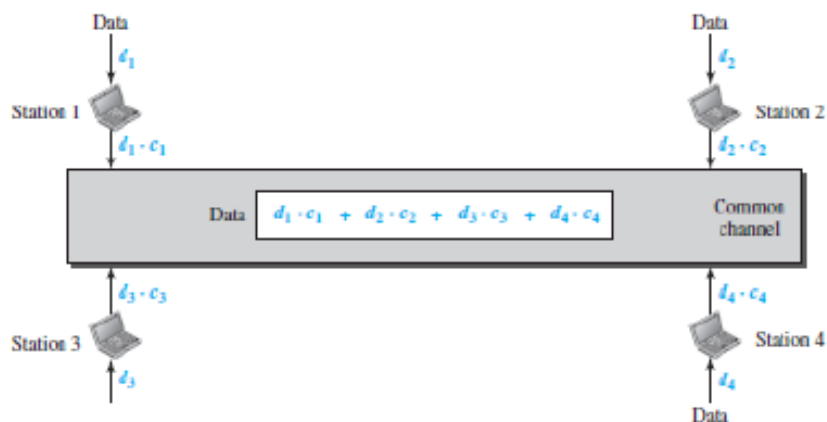 Data
Data
d₁
d₂
Station 1
Station 2
d₁ · c₁
d₂ · c₂
Data
d₁ · c₁ + d₂ · c₂ + d₃ · c₃ + d₄ · c₄
Common
channel
d₃ · c₃
d₄ · c₄
Station 3
Station 4
d₃
d₄
Data